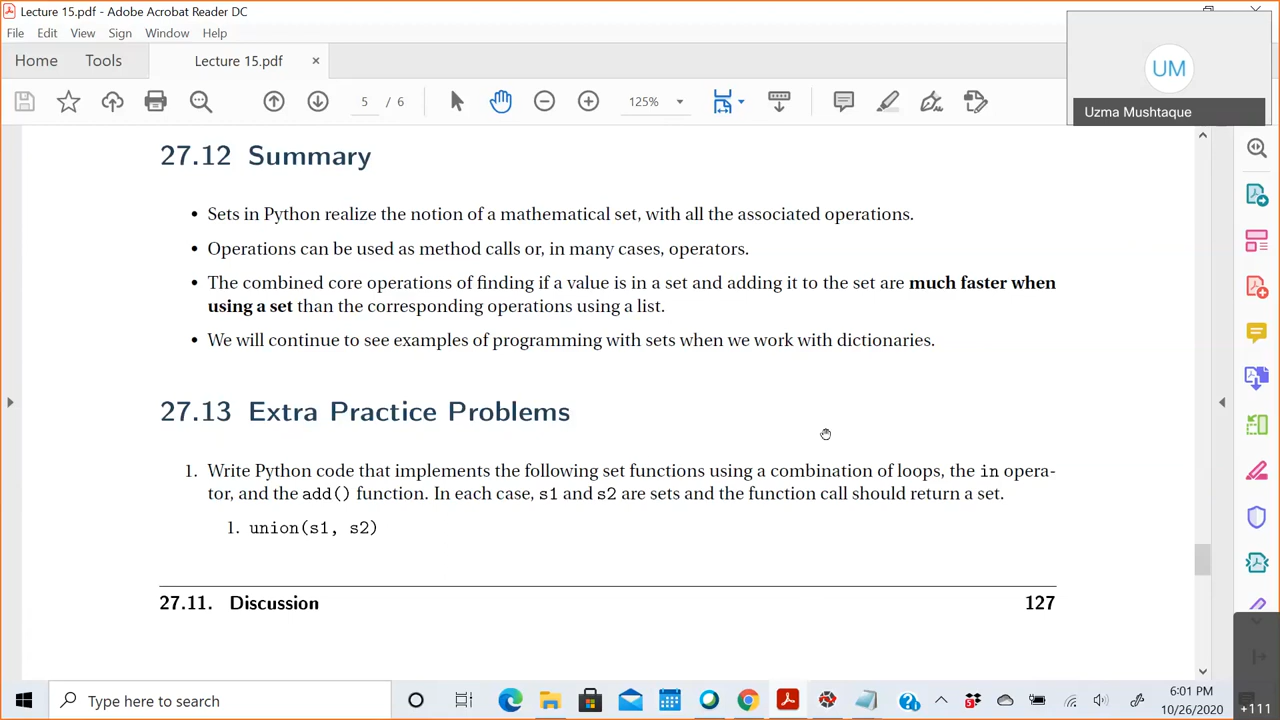 Lecture 15.pdf - Adobe Acrobat Reader DC
File Edit View Sign Window Help
Home Tools Lecture 15.pdf ×
5 / 6 125%
UM
Uzma Mushtaque
27.12 Summary
• Sets in Python realize the notion of a mathematical set, with all the associated operations.
• Operations can be used as method calls or, in many cases, operators.
• The combined core operations of finding if a value is in a set and adding it to the set are much faster when
using a set than the corresponding operations using a list.
• We will continue to see examples of programming with sets when we work with dictionaries.
27.13 Extra Practice Problems
1. Write Python code that implements the following set functions using a combination of loops, the in opera-
tor, and the add() function. In each case, s1 and s2 are sets and the function call should return a set.
1. union(s1, s2)
27.11. Discussion 127
Type here to search
6:01 PM
10/26/2020
+111